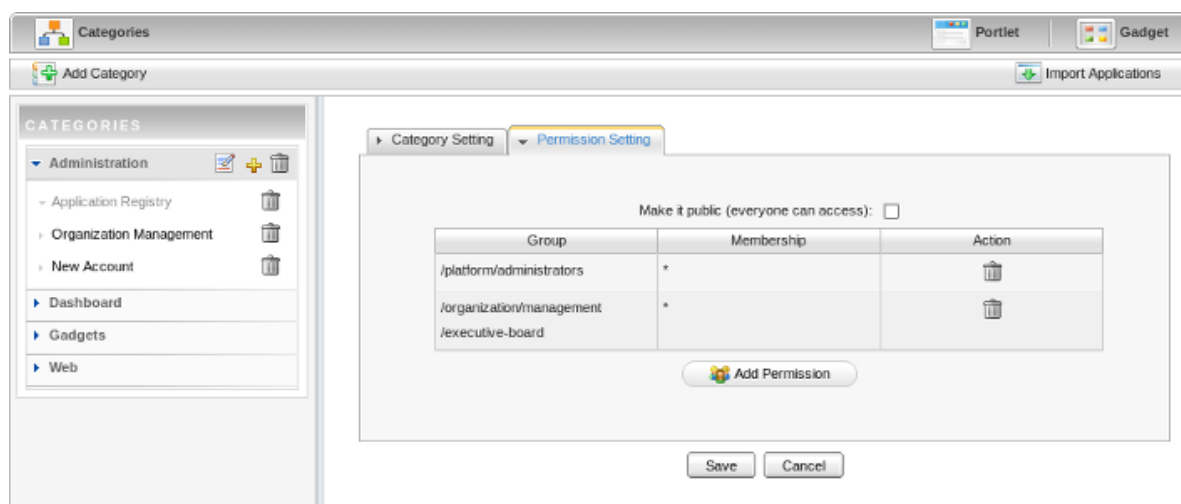 Categories
Portlet
Gadget
Add Category
Import Applications
CATEGORIES
Administration
Application Registry
Organization Management
New Account
Dashboard
Gadgets
Web
Category Setting
Permission Setting
Make it public (everyone can access):
Group Membership Action
/platform/administrators *
/organization/management *
/executive-board
Add Permission
Save Cancel